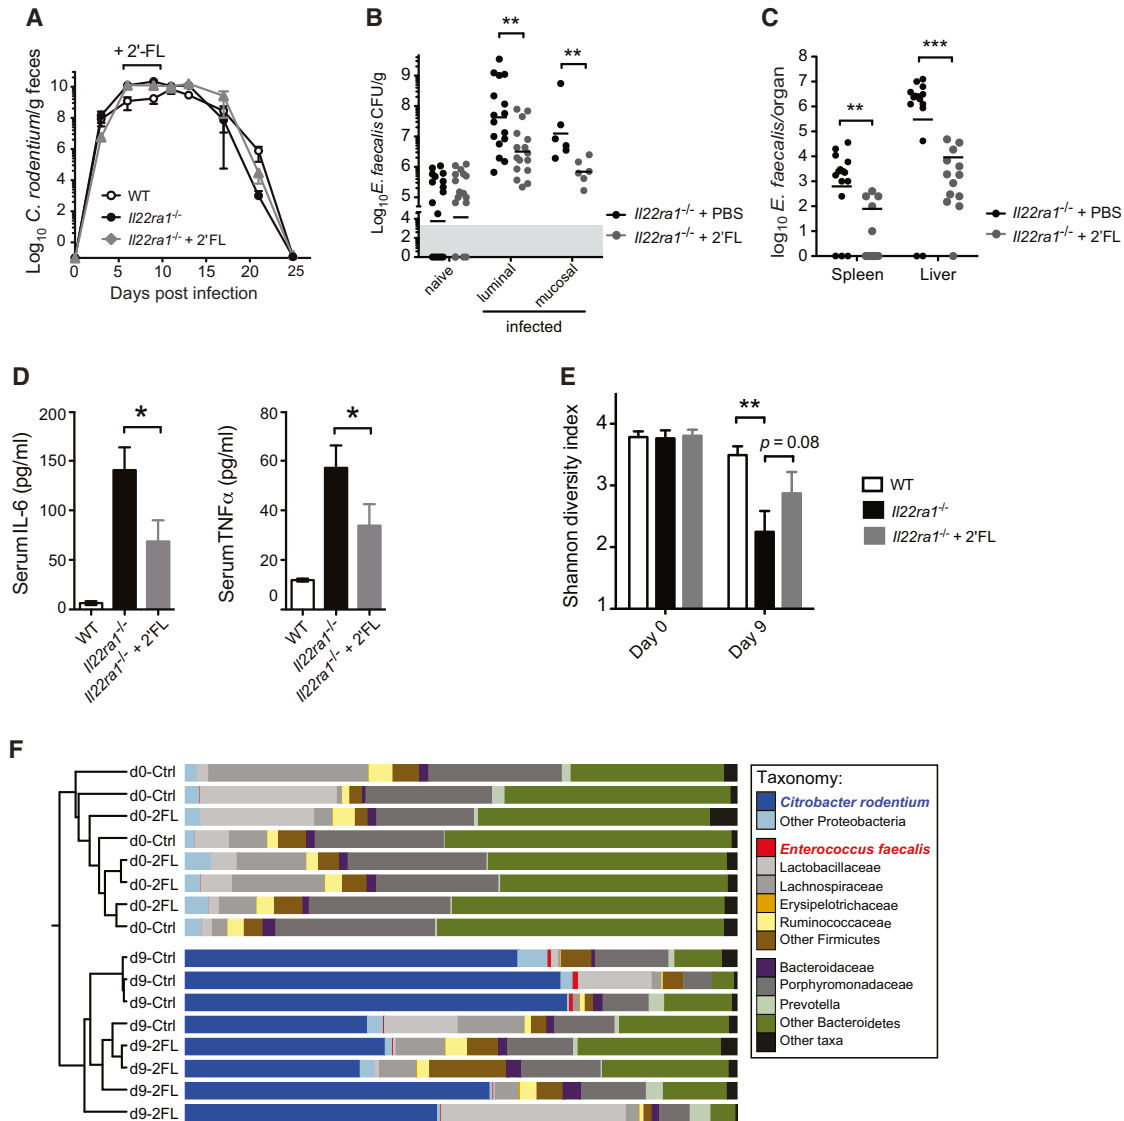 A
+ 2'-FL
Log10 C. rodentium/g feces
10
8
6
4
2
0
WT
Il22ra1-/-
Il22ra1-/- + 2'FL
0 5 10 15 20 25
Days post infection
B
** **
Log10 E. faecalis CFU/g
9
8
7
6
5
4
2
0
naive luminal mucosal
infected
Il22ra1-/- + PBS
Il22ra1-/- + 2'FL
C
***
**
log10 E. faecalis/organ
8
7
6
5
4
3
2
1
0
Spleen Liver
Il22ra1-/- + PBS
Il22ra1-/- + 2'FL
D
*
Serum IL-6 (pg/ml)
200
150
100
50
0
WT
Il22ra1-/-
Il22ra1-/- + 2'FL
*
Serum TNFα (pg/ml)
80
60
40
20
0
WT
Il22ra1-/-
Il22ra1-/- + 2'FL
E
**
p = 0.08
Shannon diversity index
4
3
2
1
Day 0 Day 9
WT
Il22ra1-/-
Il22ra1-/- + 2'FL
F
d0-Ctrl
d0-Ctrl
d0-2FL
d0-Ctrl
d0-2FL
d0-2FL
d0-2FL
d0-Ctrl
d9-Ctrl
d9-Ctrl
d9-Ctrl
d9-Ctrl
d9-2FL
d9-2FL
d9-2FL
d9-2FL
Taxonomy:
Citrobacter rodentium
Other Proteobacteria
Enterococcus faecalis
Lactobacillaceae
Lachnospiraceae
Erysipelotrichaceae
Ruminococcaceae
Other Firmicutes
Bacteroidaceae
Porphyromonadaceae
Prevotella
Other Bacteroidetes
Other taxa